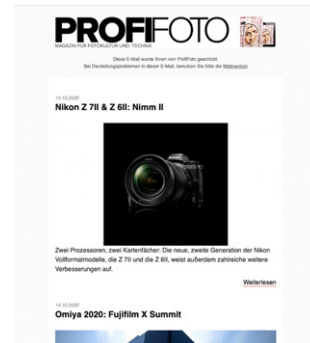 PROFIFOTO
MAGAZIN FÜR FOTOKULTUR UND -TECHNIK
Diese E-Mail wurde Ihnen von ProfiFoto geschickt.
Bei Darstellungsproblemen in dieser E-Mail, benutzen Sie bitte die Webversion
14.10.2020
Nikon Z 7II & Z 6II: Nimm II
Zwei Prozessoren, zwei Kartenfächer: Die neue, zweite Generation der Nikon
Vollformatmodelle, die Z 7II und die Z 6II, weist außerdem zahlreiche weitere
Verbesserungen auf.
Weiterlesen
14.10.2020
Omiya 2020: Fujifilm X Summit